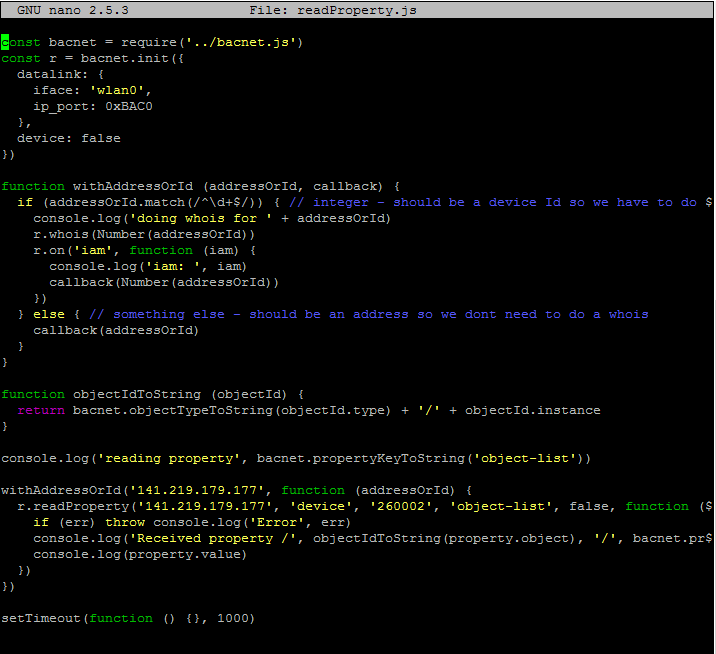 GNU nano 2.5.3 File: readProperty.js
const bacnet = require('../bacnet.js')
const r = bacnet.init({
  datalink: {
    iface: 'wlan0',
    ip_port: 0xBAC0
  },
  device: false
})
function withAddressOrId (addressOrId, callback) {
  if (addressOrId.match(/^\d+$/)) { // integer - should be a device Id so we have to do $
    console.log('doing whois for ' + addressOrId)
    r.whois(Number(addressOrId))
    r.on('iam', function (iam) {
      console.log('iam: ', iam)
      callback(Number(addressOrId))
    })
  } else { // something else - should be an address so we dont need to do a whois
    callback(addressOrId)
  }
}
function objectIdToString (objectId) {
  return bacnet.objectTypeToString(objectId.type) + '/' + objectId.instance
}
console.log('reading property', bacnet.propertyKeyToString('object-list'))
withAddressOrId('141.219.179.177', function (addressOrId) {
  r.readProperty('141.219.179.177', 'device', '260002', 'object-list', false, function ($
    if (err) throw console.log('Error', err)
    console.log('Received property /', objectIdToString(property.object), '/', bacnet.pr$
    console.log(property.value)
  })
})
setTimeout(function () {}, 1000)